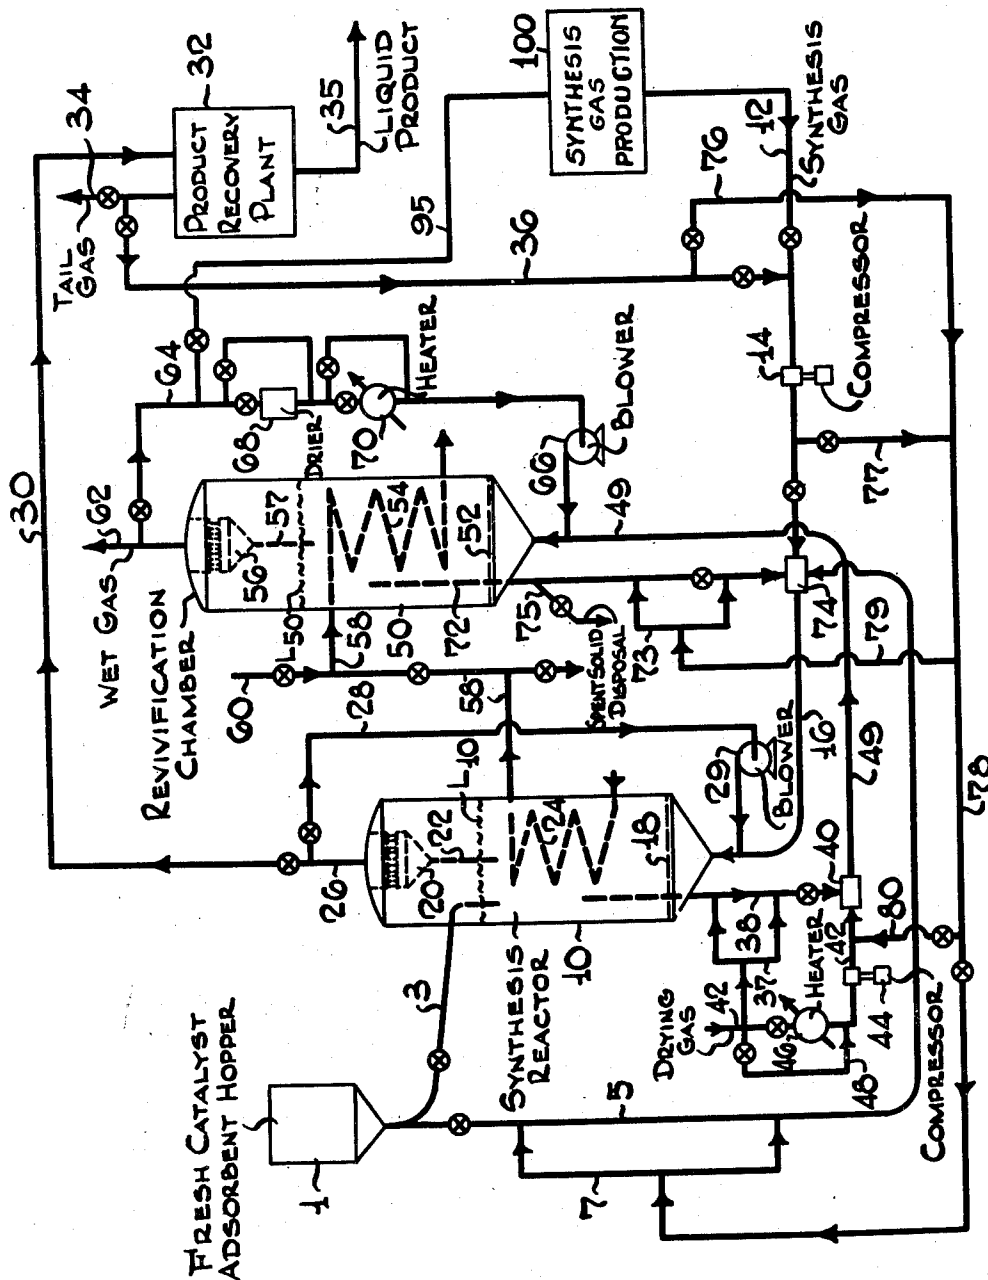 FRESH CATALYST
ADSORBENT HOPPER
1
3
5
7
SYNTHESIS
REACTOR
10
L10
20
22
24
18
26
28
29
BLOWER
16
30
DRYING
GAS
42
37
38
40
HEATER
42
46
48
44
COMPRESSOR
80
49
78
WET GAS
62
REVIVIFICATION
CHAMBER
60
58
58
L50
50
56
57
54
52
72
75
SPENT SOLID
DISPOSAL
73
74
79
64
68
DRIER
70
HEATER
66
BLOWER
49
77
14
COMPRESSOR
TAIL
GAS
34
32
PRODUCT
RECOVERY
PLANT
35
LIQUID
PRODUCT
95
36
76
100
SYNTHESIS
GAS
PRODUCTION
12
SYNTHESIS
GAS